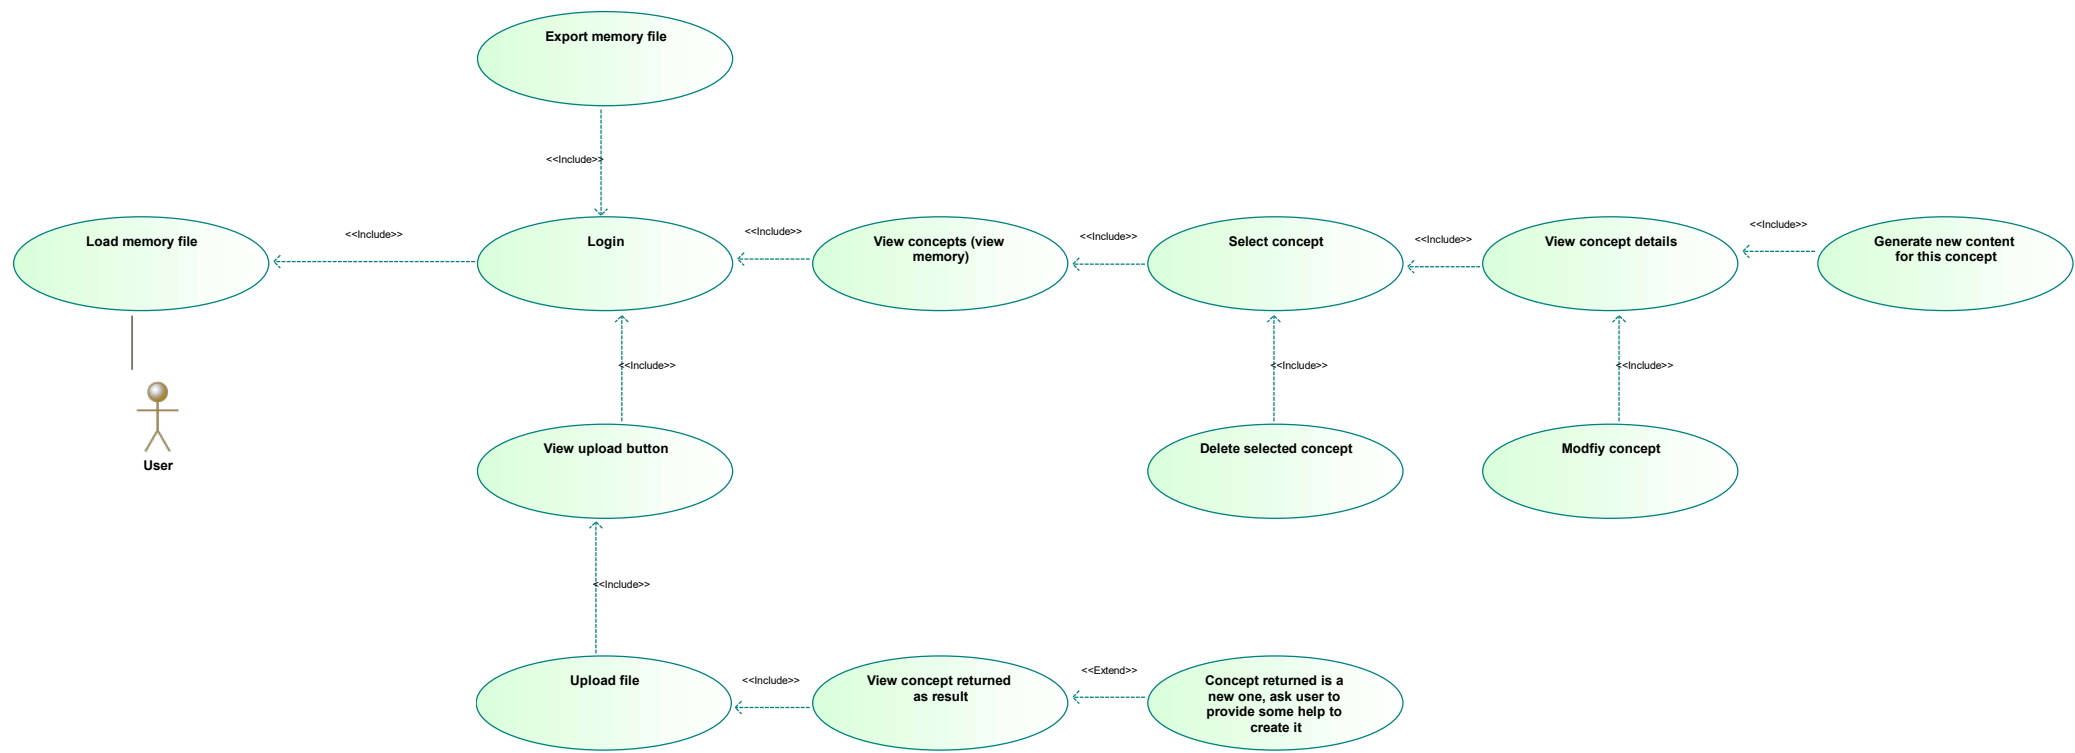 Export memory file
<<Include>>
Load memory file
<<Include>>
Login
<<Include>>
View concepts (view
memory)
<<Include>>
Select concept
<<Include>>
View concept details
<<Include>>
Generate new content
for this concept
<<Include>>
<<Include>>
<<Include>>
User
View upload button
Delete selected concept
Modfiy concept
<<Include>>
Upload file
<<Include>>
View concept returned
as result
<<Extend>>
Concept returned is a
new one, ask user to
provide some help to
create it